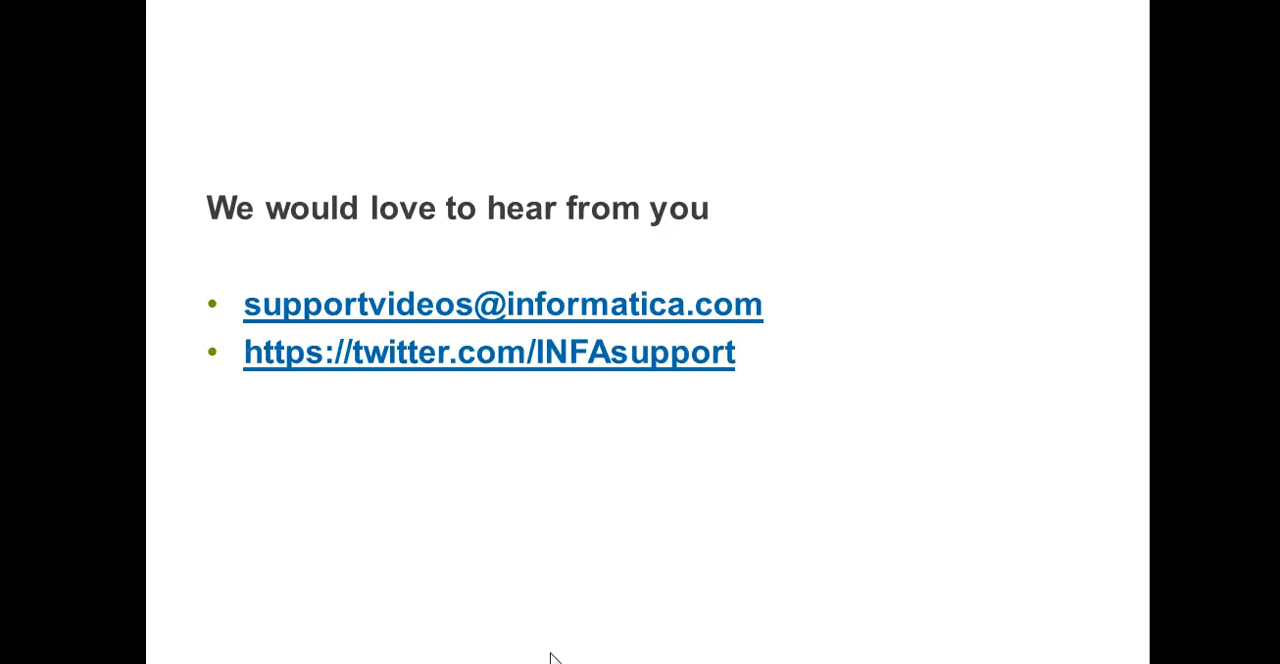 We would love to hear from you
• supportvideos@informatica.com
• https://twitter.com/INFAsupport